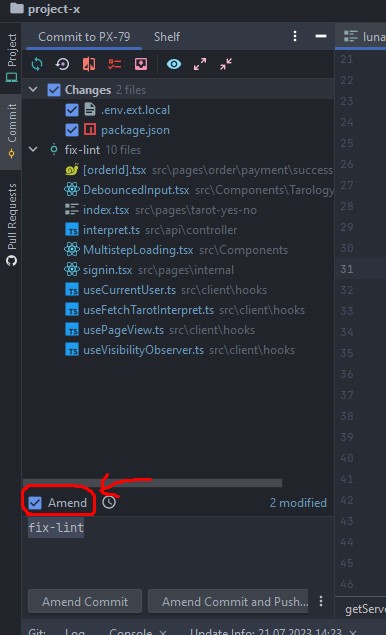 project-x
Commit to PX-79 Shelf
Project
Commit
Pull Requests
Changes 2 files
.env.ext.local
package.json
fix-lint 10 files
[orderId].tsx src\pages\order\payment\success
DebouncedInput.tsx src\Components\Tarology
index.tsx src\pages\tarot-yes-no
interpret.ts src\api\controller
MultistepLoading.tsx src\Components
signin.tsx src\pages\internal
useCurrentUser.ts src\client\hooks
useFetchTarotInterpret.ts src\client\hooks
usePageView.ts src\client\hooks
useVisibilityObserver.ts src\client\hooks
Amend 2 modified
fix-lint
Amend Commit Amend Commit and Push...
Git: Log Console × Update Info: 21.07.2023 14:23 ×
luna
21
22
23
24
25
26
27
28
29
30
31
32
33
34
35
36
37
38
39
40
41
42
43
44
45
46
getServe